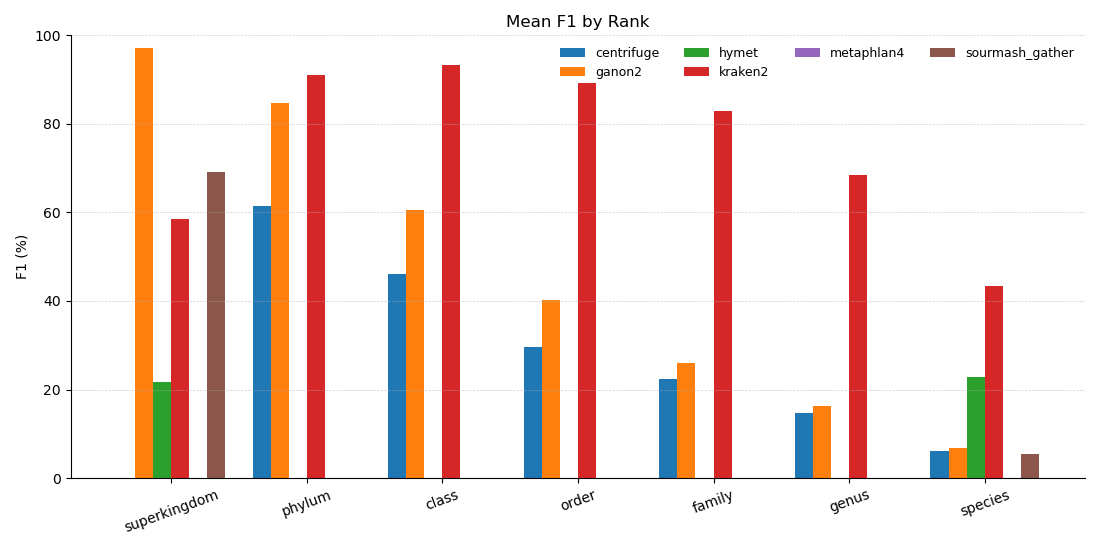 Mean F1 by Rank
centrifuge hymet metaphlan4 sourmash_gather
ganon2 kraken2
F1 (%)
100
80
60
40
20
0
superkingdom phylum class order family genus species